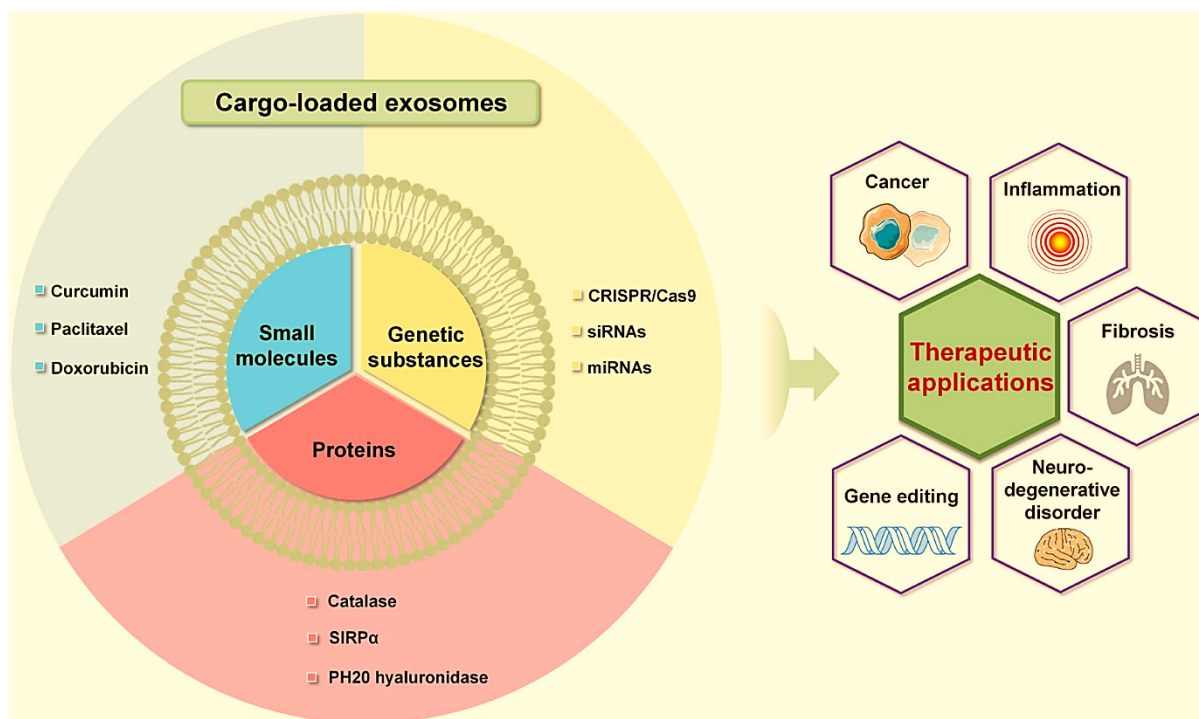 Cargo-loaded exosomes
Small
molecules
Genetic
substances
Proteins
Curcumin
Paclitaxel
Doxorubicin
CRISPR/Cas9
siRNAs
miRNAs
Catalase
SIRPα
PH20 hyaluronidase
Cancer
Inflammation
Therapeutic
applications
Fibrosis
Gene editing
Neuro-
degenerative
disorder